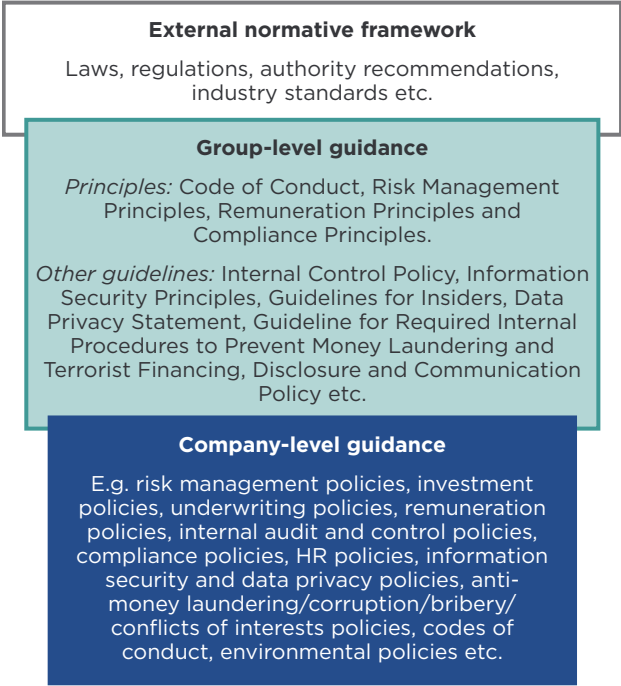 External normative framework
Laws, regulations, authority recommendations,
industry standards etc.
Group-level guidance
Principles: Code of Conduct, Risk Management
Principles, Remuneration Principles and
Compliance Principles.
Other guidelines: Internal Control Policy, Information
Security Principles, Guidelines for Insiders, Data
Privacy Statement, Guideline for Required Internal
Procedures to Prevent Money Laundering and
Terrorist Financing, Disclosure and Communication
Policy etc.
Company-level guidance
E.g. risk management policies, investment
policies, underwriting policies, remuneration
policies, internal audit and control policies,
compliance policies, HR policies, information
security and data privacy policies, anti-
money laundering/corruption/bribery/
conflicts of interests policies, codes of
conduct, environmental policies etc.